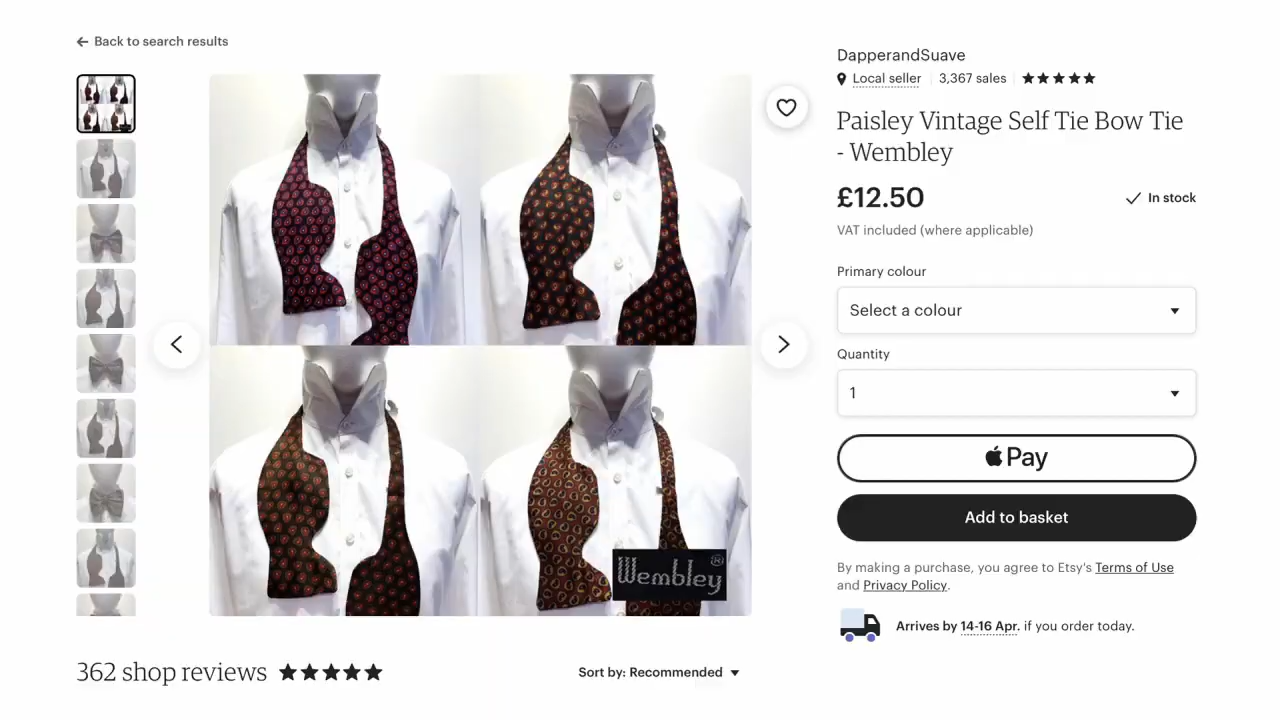 Back to search results
DapperandSuave
Local seller
3,367 sales
Paisley Vintage Self Tie Bow Tie
- Wembley
£12.50
In stock
VAT included (where applicable)
Primary colour
Select a colour
Quantity
1
Pay
Add to basket
By making a purchase, you agree to Etsy's Terms of Use
and Privacy Policy.
Arrives by 14-16 Apr. if you order today.
Wembley®
362 shop reviews
Sort by: Recommended